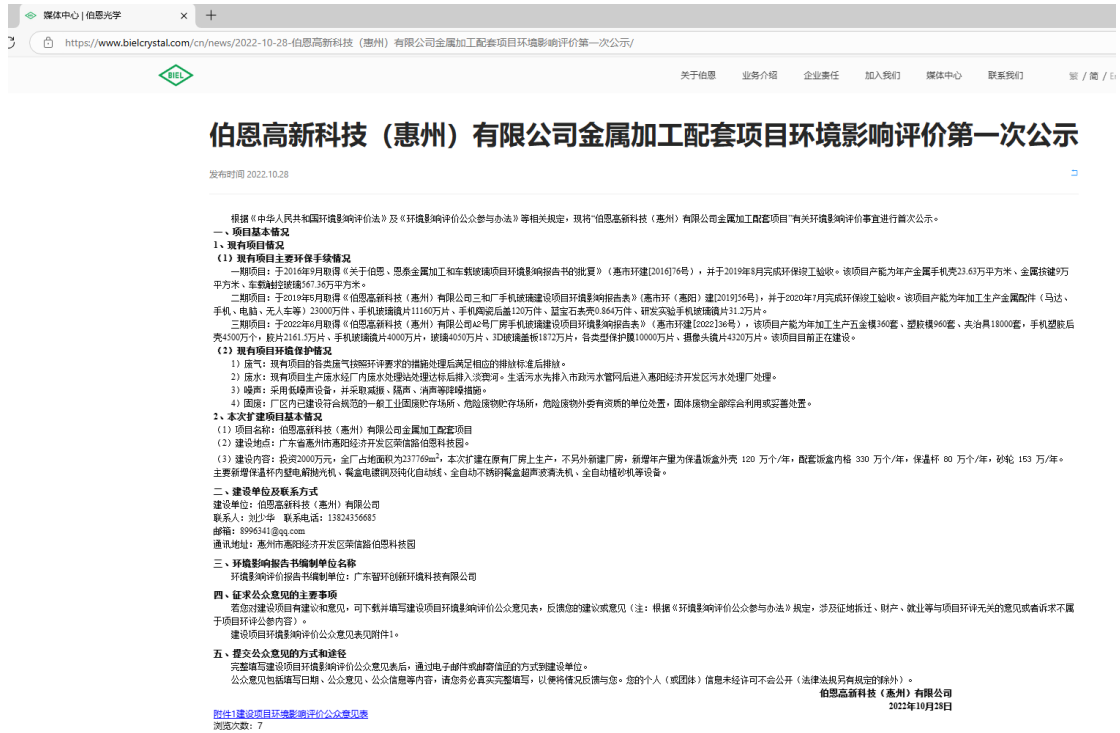 媒体中心 | 伯恩光学
https://www.bielcrystal.com/cn/news/2022-10-28-伯恩高新科技（惠州）有限公司金属加工配套项目环境影响评价第一次公示/
BIEL
关于伯恩 业务介绍 企业责任 加入我们 媒体中心 联系我们 繁 / 简 /
伯恩高新科技（惠州）有限公司金属加工配套项目环境影响评价第一次公示
发布时间 2022.10.28
根据《中华人民共和国环境影响评价法》及《环境影响评价公众参与办法》等相关规定，现将“伯恩高新科技（惠州）有限公司金属加工配套项目”有关环境影响评价事宜进行首次公示。
一、项目基本情况
1、现有项目情况
（1）现有项目主要环保手续情况
一期项目：于2016年9月取得《关于伯恩、恩泰金属加工和车载玻璃项目环境影响报告书的批复》（惠市环建[2016]76号），并于2019年8月完成环保竣工验收。该项目产能为年产金属手机壳23.63万平方米、金属按键9万
平方米、车载触控玻璃567.36万平方米。
二期项目：于2019年5月取得《伯恩高新科技（惠州）有限公司三和厂手机玻璃建设项目环境影响报告表》{惠市环（惠阳）建[2019]56号}，并于2020年7月完成环保竣工验收。该项目产能为年加工生产金属配件（马达、
手机、电脑、无人车等）23000万件、手机玻璃镜片11160万片、手机陶瓷后盖120万件、蓝宝石表壳0.864万件、研发实验手机玻璃镜片31.2万片。
三期项目：于2022年6月取得《伯恩高新科技（惠州）有限公司A2号厂房手机玻璃建设项目环境影响报告表》（惠市环建[2022]36号），该项目产能为年加工生产五金模360套、塑胶模960套、夹治具18000套，手机塑胶后
壳4500万个，胶片2161.5万片、手机玻璃镜片4000万片，玻璃4050万片、3D玻璃盖板1872万片，各类型保护膜10000万片、摄像头镜片4320万片。该项目目前正在建设。
（2）现有项目环境保护情况
1）废气：现有项目的各类废气按照环评要求的措施处理后满足相应的排放标准后排放。
2）废水：现有项目生产废水经厂内废水处理站处理达标后排入淡澳河。生活污水先排入市政污水管网后进入惠阳经济开发区污水处理厂处理。
3）噪声：采用低噪声设备，并采取减振、隔声、消声等降噪措施。
4）固废：厂区内已建设符合规范的一般工业固废贮存场所、危险废物贮存场所，危险废物外委有资质的单位处置，固体废物全部综合利用或妥善处置。
2、本次扩建项目基本情况
（1）项目名称：伯恩高新科技（惠州）有限公司金属加工配套项目
（2）建设地点：广东省惠州市惠阳经济开发区荣信路伯恩科技园。
（3）建设内容：投资2000万元，全厂占地面积为237769m²，本次扩建在原有厂房上生产，不另外新建厂房，新增年产量为保温饭盒外壳 120 万个/年，配套饭盒内格 330 万个/年，保温杯 80 万个/年，砂轮 153 万/年。
主要新增保温杯内壁电解抛光机、餐盒电镀铜及钝化自动线、全自动不锈钢餐盒超声波清洗机、全自动植砂机等设备。
二、建设单位及联系方式
建设单位：伯恩高新科技（惠州）有限公司
联系人：刘少华 联系电话：13824356685
邮箱：8996341@qq.com
通讯地址：惠州市惠阳经济开发区荣信路伯恩科技园
三、环境影响报告书编制单位名称
环境影响评价报告书编制单位：广东智环创新环境科技有限公司
四、征求公众意见的主要事项
若您对建设项目有建议和意见，可下载并填写建设项目环境影响评价公众意见表，反馈您的建议或意见（注：根据《环境影响评价公众参与办法》规定，涉及征地拆迁、财产、就业等与项目环评无关的意见或者诉求不属
于项目环评公参内容）。
建设项目环境影响评价公众意见表见附件1。
五、提交公众意见的方式和途径
完整填写建设项目环境影响评价公众意见表后，通过电子邮件或邮寄信函的方式到建设单位。
公众意见包括填写日期、公众意见、公众信息等内容，请您务必真实完整填写，以便将情况反馈与您。您的个人（或团体）信息未经许可不会公开（法律法规另有规定的除外）。
伯恩高新科技（惠州）有限公司
2022年10月28日
附件1建设项目环境影响评价公众意见表
浏览次数：7